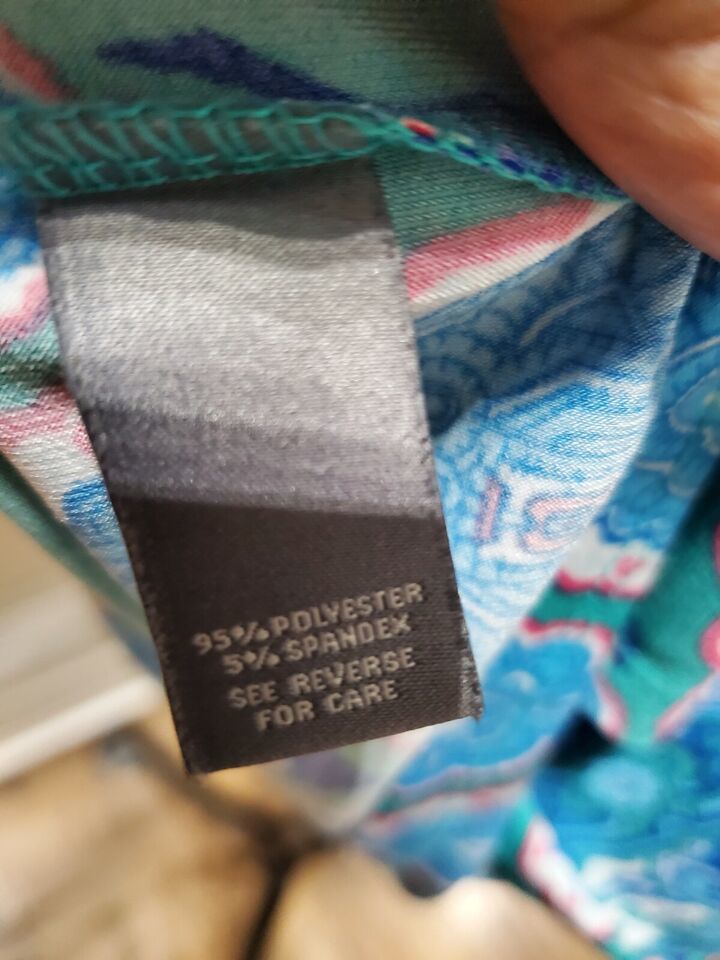 95% POLYESTER
5% SPANDEX
SEE REVERSE
FOR CARE